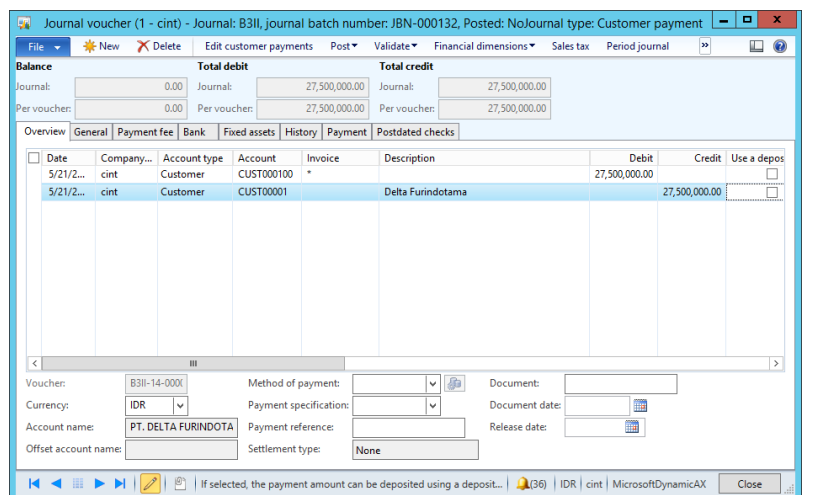 Journal voucher (1 - cint) - Journal: B3II, journal batch number: JBN-000132, Posted: NoJournal type: Customer payment
File New Delete Edit customer payments Post Validate Financial dimensions Sales tax Period journal »
Balance Total debit Total credit
Journal: 0.00 Journal: 27,500,000.00 Journal: 27,500,000.00
Per voucher: 0.00 Per voucher: 27,500,000.00 Per voucher: 27,500,000.00
Overview General Payment fee Bank Fixed assets History Payment Postdated checks
Date Company... Account type Account Invoice Description Debit Credit Use a depos
5/21/2... cint Customer CUST000100 * 27,500,000.00
5/21/2... cint Customer CUST00001 Delta Furindotama 27,500,000.00
Voucher: B3II-14-000( Method of payment: Document:
Currency: IDR Payment specification: Document date:
Account name: PT. DELTA FURINDOTA Payment reference: Release date:
Offset account name: Settlement type: None
If selected, the payment amount can be deposited using a deposit... (36) IDR cint MicrosoftDynamicAX Close